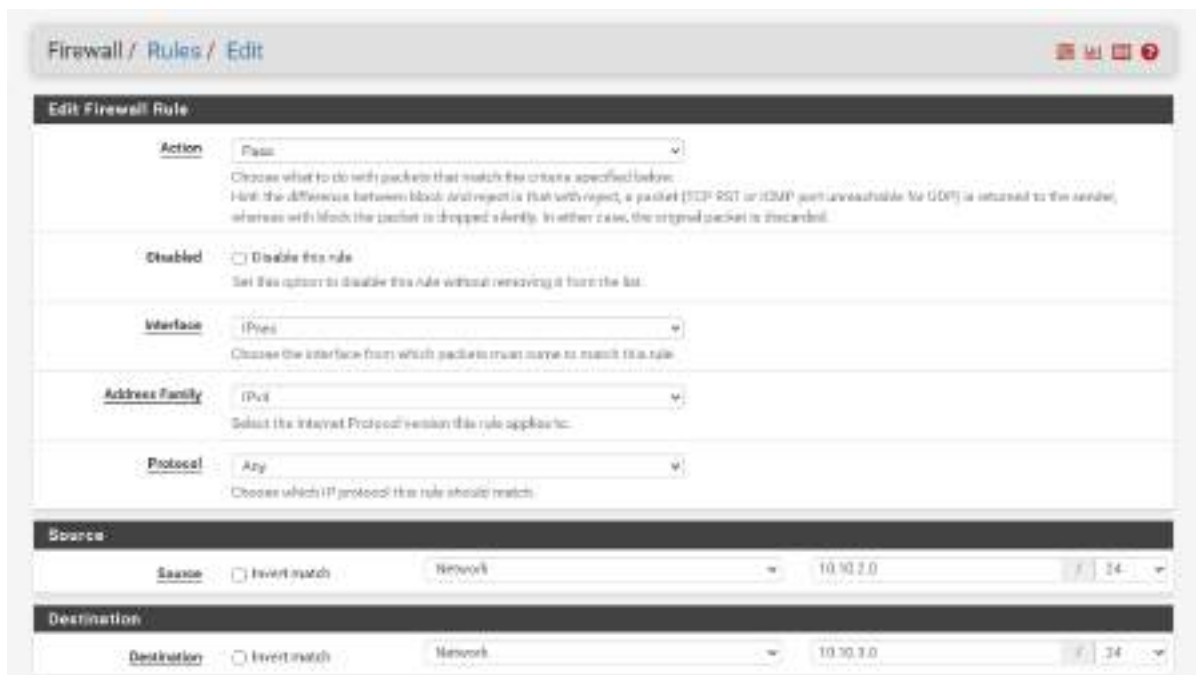 Firewall / Rules / Edit
Edit Firewall Rule
Action
Pass
Choose what to do with packets that match the criteria specified below.
Hint: the difference between block and reject is that with reject, a packet (TCP RST or ICMP port unreachable for UDP) is returned to the sender,
whereas with block the packet is dropped silently. In either case, the original packet is discarded.
Disabled
Disable this rule
Set this option to disable this rule without removing it from the list.
Interface
IPsec
Choose the interface from which packets must come to match this rule.
Address Family
IPv4
Select the Internet Protocol version this rule applies to.
Protocol
Any
Choose which IP protocol this rule should match.
Source
Source Invert match Network 10.10.2.0 / 24
Destination
Destination Invert match Network / 24